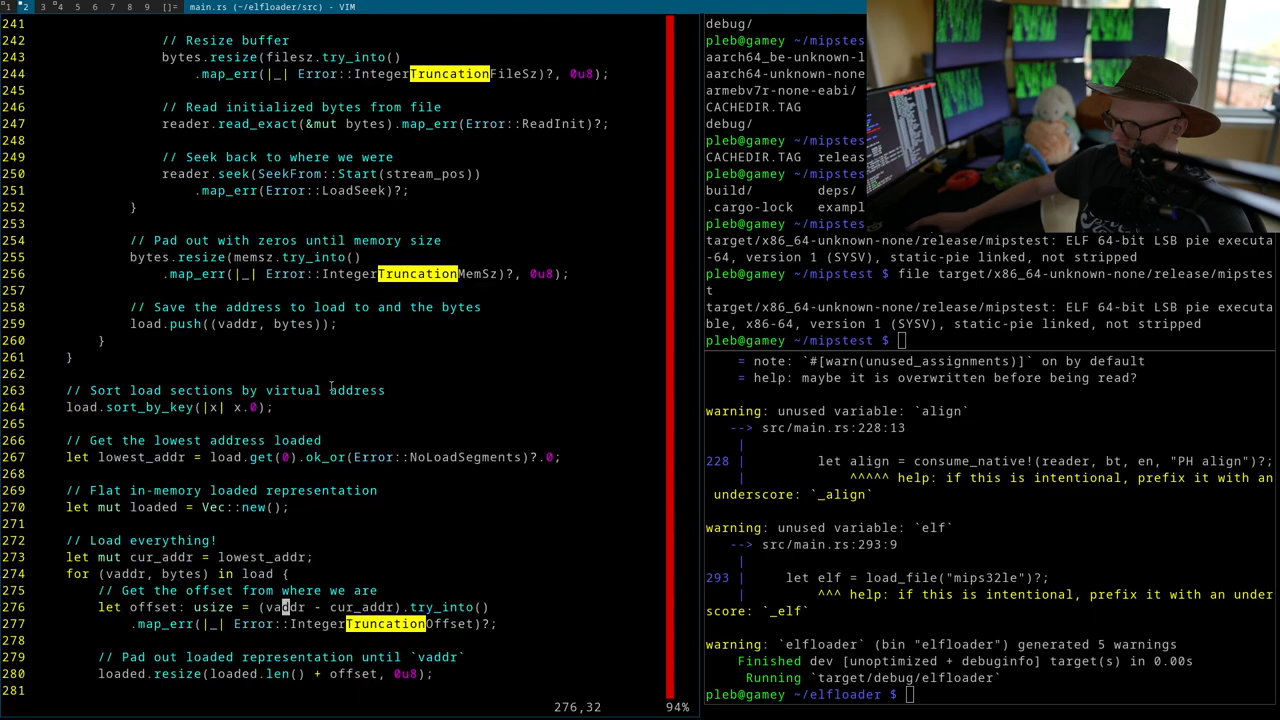 1 2 3 4 5 6 7 8 9 []= main.rs (~/elfloader/src) - VIM
241
242 // Resize buffer
243 bytes.resize(filesz.try_into()
244 .map_err(|_| Error::IntegerTruncationFileSz)?, 0u8);
245
246 // Read initialized bytes from file
247 reader.read_exact(&mut bytes).map_err(Error::ReadInit)?;
248
249 // Seek back to where we were
250 reader.seek(SeekFrom::Start(stream_pos))
251 .map_err(Error::LoadSeek)?;
252 }
253
254 // Pad out with zeros until memory size
255 bytes.resize(memsz.try_into()
256 .map_err(|_| Error::IntegerTruncationMemSz)?, 0u8);
257
258 // Save the address to load to and the bytes
259 load.push((vaddr, bytes));
260 }
261 }
262
263 // Sort load sections by virtual address
264 load.sort_by_key(|x| x.0);
265
266 // Get the lowest address loaded
267 let lowest_addr = load.get(0).ok_or(Error::NoLoadSegments)?.0;
268
269 // Flat in-memory loaded representation
270 let mut loaded = Vec::new();
271
272 // Load everything!
273 let mut cur_addr = lowest_addr;
274 for (vaddr, bytes) in load {
275 // Get the offset from where we are
276 let offset: usize = (vaddr - cur_addr).try_into()
277 .map_err(|_| Error::IntegerTruncationOffset)?;
278
279 // Pad out loaded representation until `vaddr`
280 loaded.resize(loaded.len() + offset, 0u8);
281
276,32 94%
debug/
pleb@gamey ~/mipstes
aarch64_be-unknown-l
aarch64-unknown-none
armebv7r-none-eabi/
CACHEDIR.TAG
debug/
pleb@gamey ~/mipstes
CACHEDIR.TAG releas
pleb@gamey ~/mipstes
build/ deps/
.cargo-lock exampl
pleb@gamey ~/mipstes
target/x86_64-unknown-none/release/mipstest: ELF 64-bit LSB pie executa
-64, version 1 (SYSV), static-pie linked, not stripped
pleb@gamey ~/mipstest $ file target/x86_64-unknown-none/release/mipstes
t
target/x86_64-unknown-none/release/mipstest: ELF 64-bit LSB pie executa
ble, x86-64, version 1 (SYSV), static-pie linked, not stripped
pleb@gamey ~/mipstest $
= note: `#[warn(unused_assignments)]` on by default
= help: maybe it is overwritten before being read?
warning: unused variable: `align`
--> src/main.rs:228:13
|
228 | let align = consume_native!(reader, bt, en, "PH align")?;
| ^^^^^ help: if this is intentional, prefix it with an
underscore: `_align`
warning: unused variable: `elf`
--> src/main.rs:293:9
|
293 | let elf = load_file("mips32le")?;
| ^^^ help: if this is intentional, prefix it with an under
score: `_elf`
warning: `elfloader` (bin "elfloader") generated 5 warnings
Finished dev [unoptimized + debuginfo] target(s) in 0.00s
Running `target/debug/elfloader`
pleb@gamey ~/elfloader $